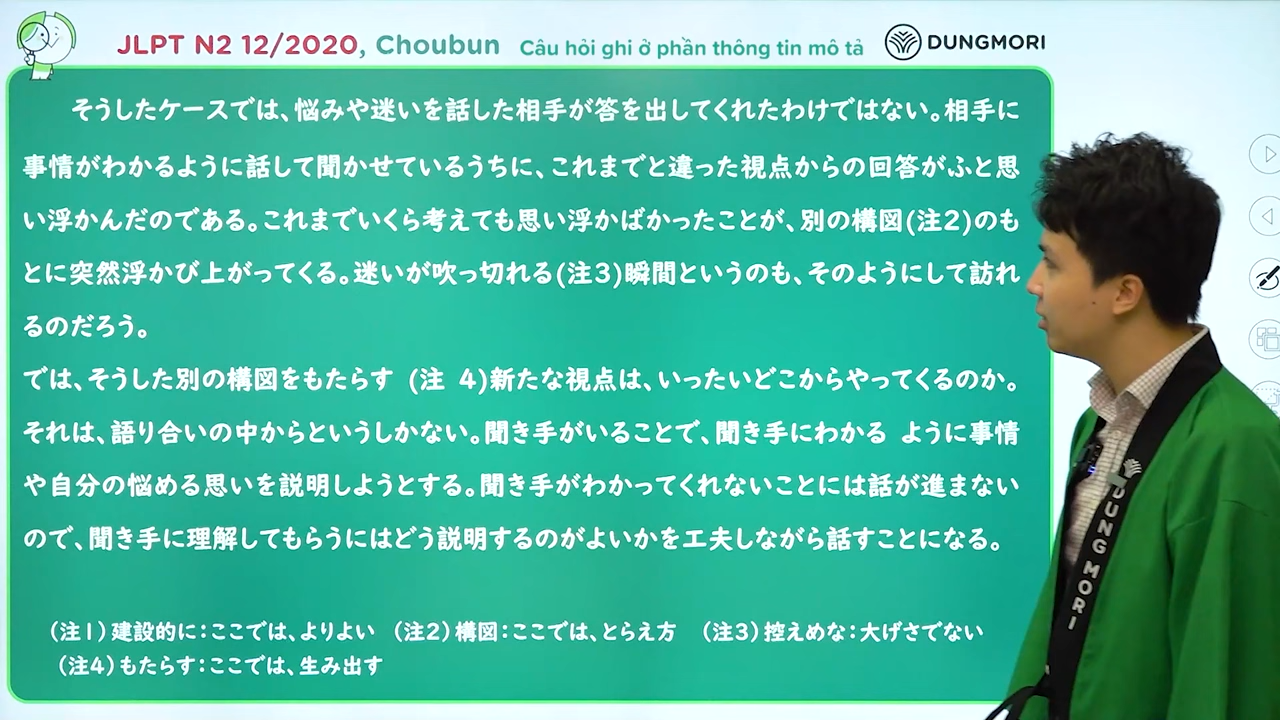 JLPT N2 12/2020, Choubun Câu hỏi ghi ở phần thông tin mô tả DUNGMORI
そうしたケースでは、悩みや迷いを話した相手が答を出してくれたわけではない。相手に
事情がわかるように話して聞かせているうちに、これまでと違った視点からの回答がふと思
い浮かんだのである。これまでいくら考えても思い浮かばかったことが、別の構図(注2)のも
とに突然浮かび上がってくる。迷いが吹っ切れる(注3)瞬間というのも、そのようにして訪れ
るのだろう。
では、そうした別の構図をもたらす (注 4)新たな視点は、いったいどこからやってくるのか。
それは、語り合いの中からというしかない。聞き手がいることで、聞き手にわかる ように事情
や自分の悩める思いを説明しようとする。聞き手がわかってくれないことには話が進まない
ので、聞き手に理解してもらうにはどう説明するのがよいかを工夫しながら話すことになる。
(注1)建設的に:ここでは、よりよい (注2)構図:ここでは、とらえ方 (注3)控えめな:大げさでない
(注4)もたらす:ここでは、生み出す
DUNGMORI